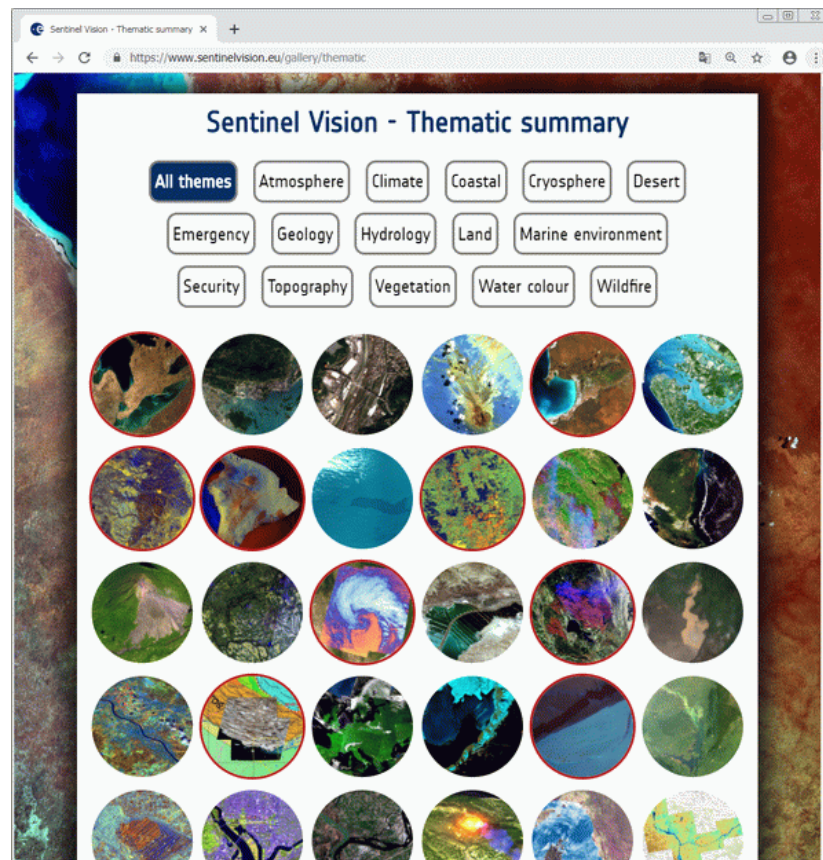 Sentinel Vision - Thematic summary
https://www.sentinelvision.eu/gallery/thematic
Sentinel Vision - Thematic summary
All themes Atmosphere Climate Coastal Cryosphere Desert
Emergency Geology Hydrology Land Marine environment
Security Topography Vegetation Water colour Wildfire